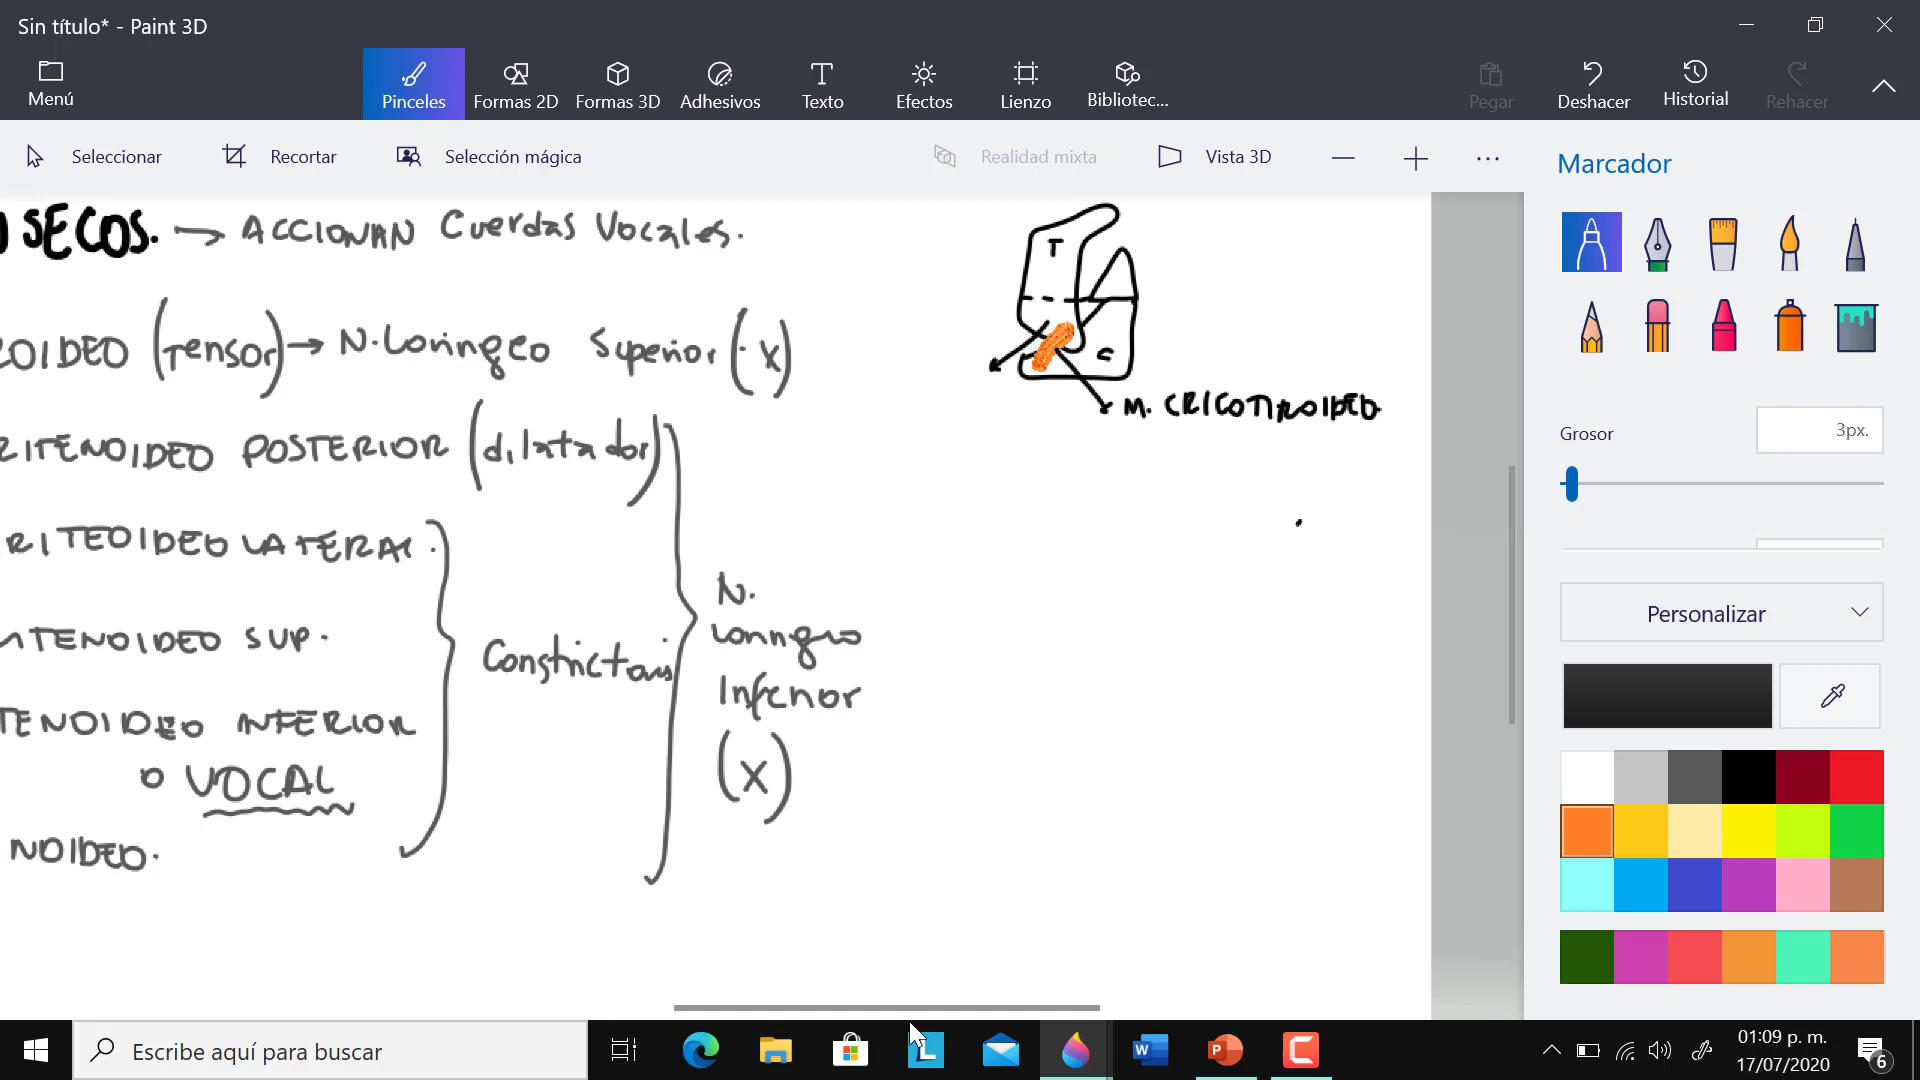 Sin título* - Paint 3D
Menú
Pinceles
Formas 2D
Formas 3D
Adhesivos
Texto
Efectos
Lienzo
Bibliotec...
Pegar
Deshacer
Historial
Rehacer
Seleccionar
Recortar
Selección mágica
Realidad mixta
Vista 3D
Marcador
Grosor
3px.
Personalizar
SECOS. → ACCIONAN Cuerdas Vocales.
OIDEO (Tensor) → N. Laríngeo Superior (X)
RITENOIDEO POSTERIOR (dilatador)
RITEOIDEO LATERAL.
TENOIDEO SUP.
TENOIDEO INFERIOR
O VOCAL
NOIDEO.
Constrictores
N.
Laríngeo
Inferior
(X)
T
C
M. CRICOTIROIDEO
Escribe aquí para buscar
01:09 p. m.
17/07/2020
6